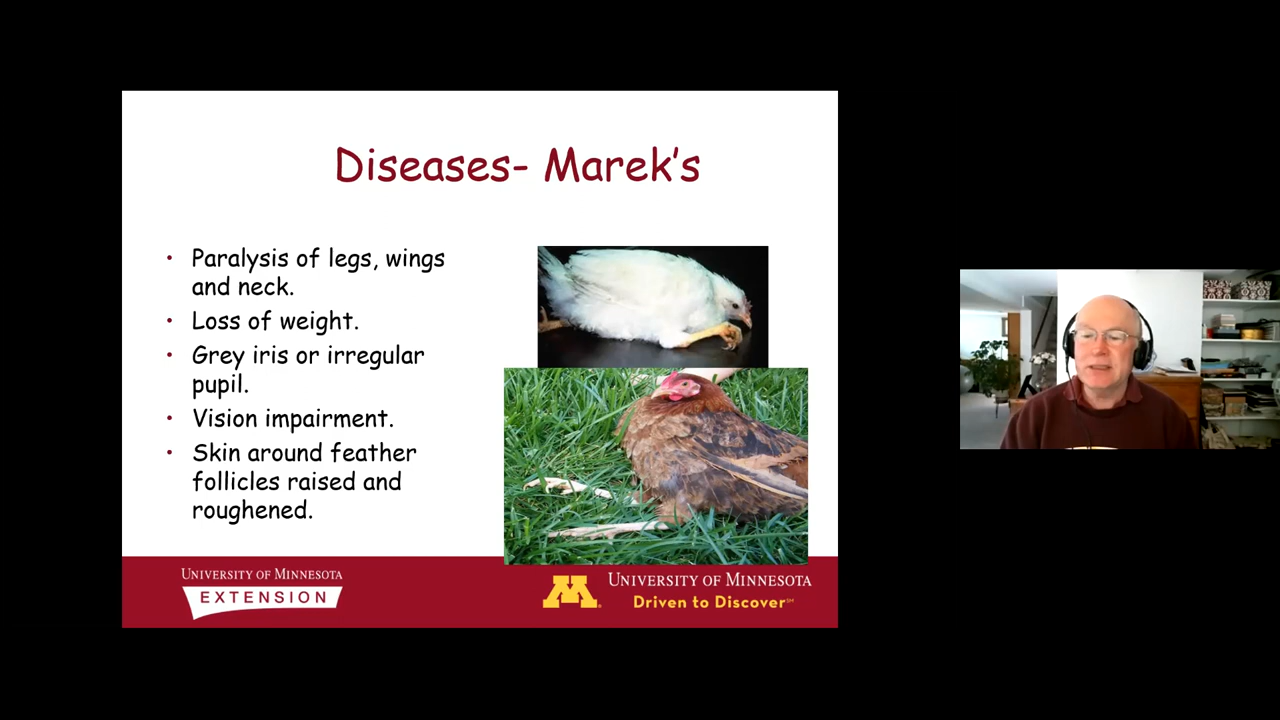 Diseases- Marek's
• Paralysis of legs, wings
and neck.
• Loss of weight.
• Grey iris or irregular
pupil.
• Vision impairment.
• Skin around feather
follicles raised and
roughened.
UNIVERSITY OF MINNESOTA
EXTENSION
M
UNIVERSITY OF MINNESOTA
Driven to Discover℠